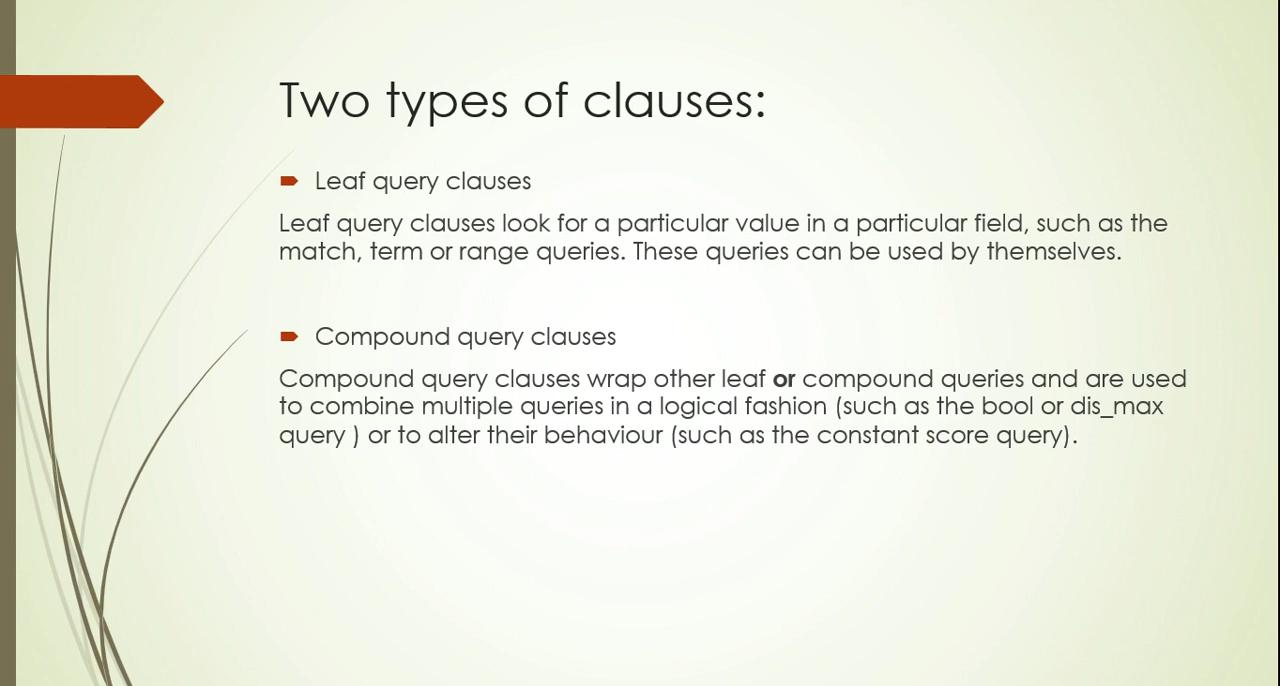 Two types of clauses:
Leaf query clauses
Leaf query clauses look for a particular value in a particular field, such as the
match, term or range queries. These queries can be used by themselves.
Compound query clauses
Compound query clauses wrap other leaf or compound queries and are used
to combine multiple queries in a logical fashion (such as the bool or dis_max
query ) or to alter their behaviour (such as the constant score query).